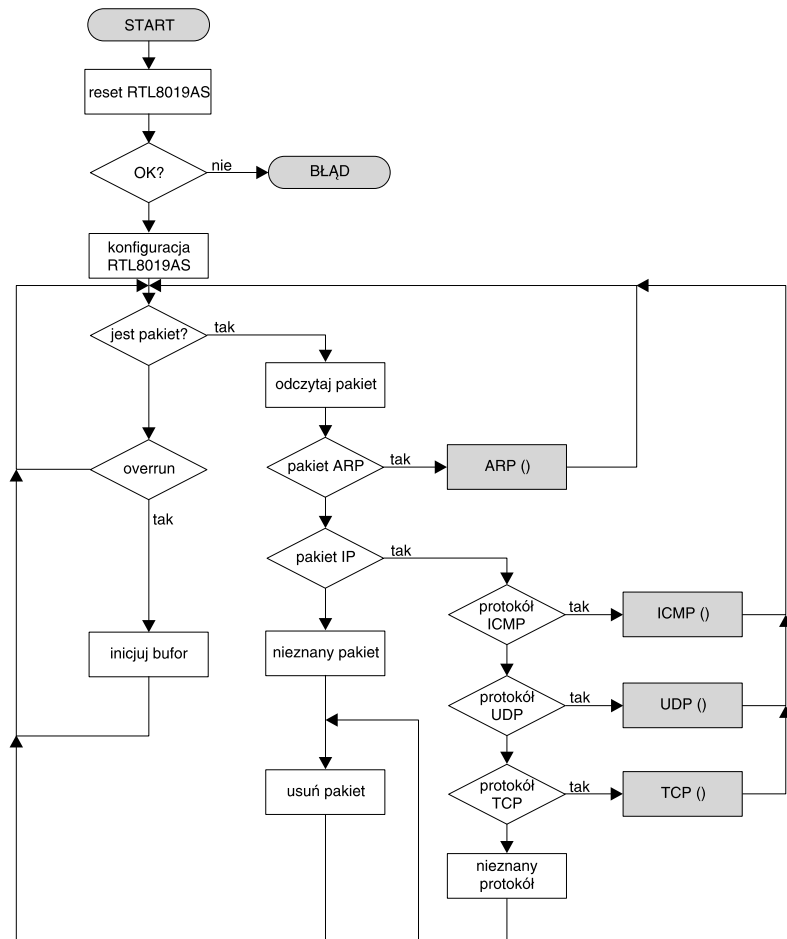 START
reset RTL8019AS
OK?
nie
BŁĄD
konfiguracja
RTL8019AS
jest pakiet?
tak
odczytaj pakiet
overrun
tak
pakiet ARP
tak
ARP ()
pakiet IP
tak
protokół
ICMP
tak
ICMP ()
inicjuj bufor
nieznany pakiet
protokół
UDP
tak
UDP ()
usuń pakiet
protokół
TCP
tak
TCP ()
nieznany
protokół